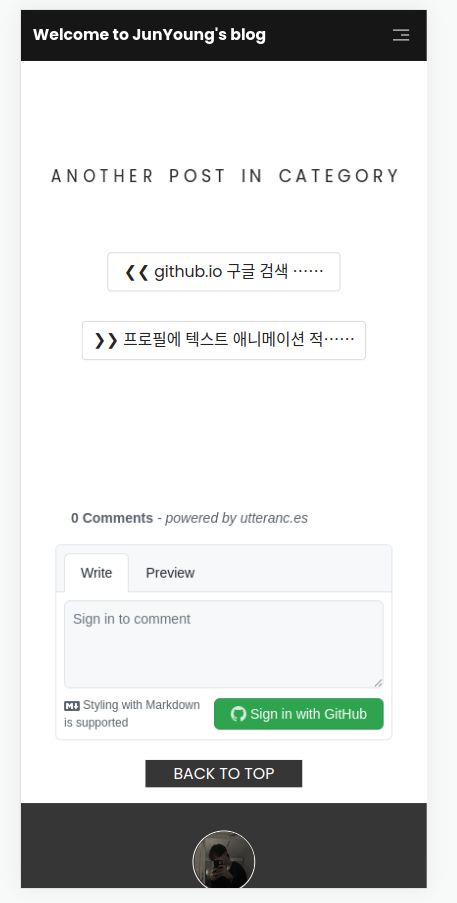 Welcome to JunYoung's blog
ANOTHER POST IN CATEGORY
❮❮ github.io 구글 검색 ⋯⋯
❯❯ 프로필에 텍스트 애니메이션 적⋯⋯
0 Comments - powered by utteranc.es
Write Preview
Sign in to comment
Styling with Markdown
is supported
Sign in with GitHub
BACK TO TOP